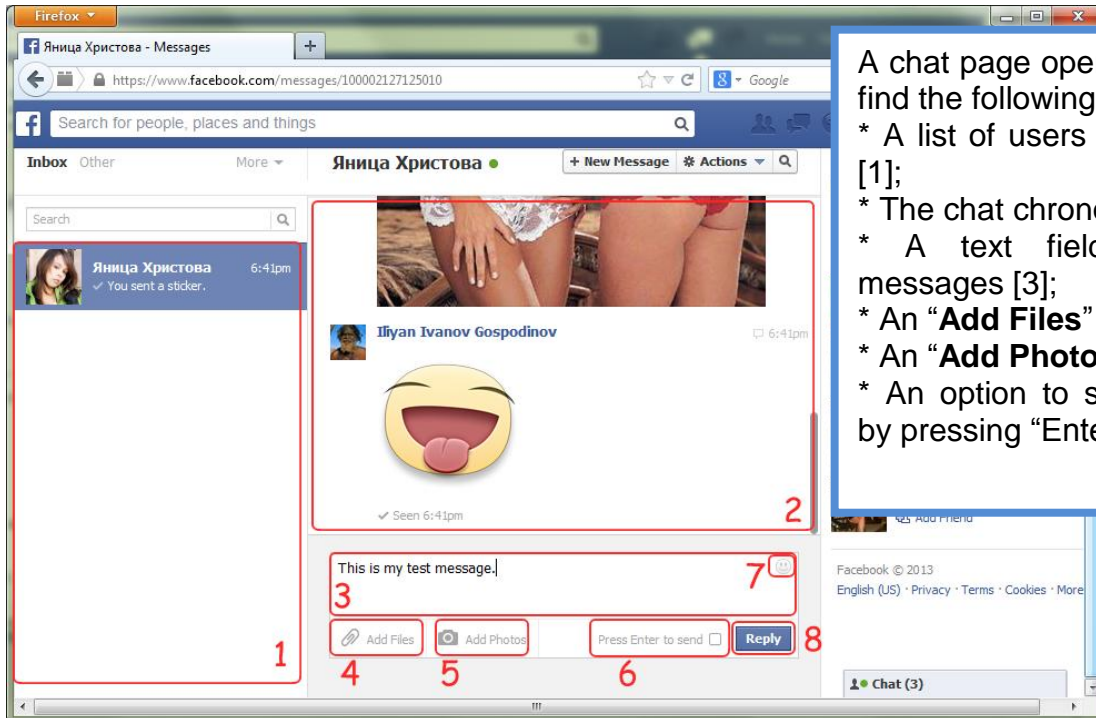 Firefox
Яница Христова - Messages
https://www.facebook.com/messages/100002127125010
Google
Search for people, places and things
Inbox Other More
Яница Христова
+ New Message Actions
Search
Яница Христова 6:41pm
You sent a sticker.
Iliyan Ivanov Gospodinov 6:41pm
Seen 6:41pm
2
This is my test message.
7
3
Add Files Add Photos Press Enter to send Reply 8
1 4 5 6
A chat page ope
find the following
* A list of users
[1];
* The chat chron
* A text fiel
messages [3];
* An “Add Files”
* An “Add Photo
* An option to s
by pressing “Ente
Add Friend
Facebook © 2013
English (US) · Privacy · Terms · Cookies · More
Chat (3)